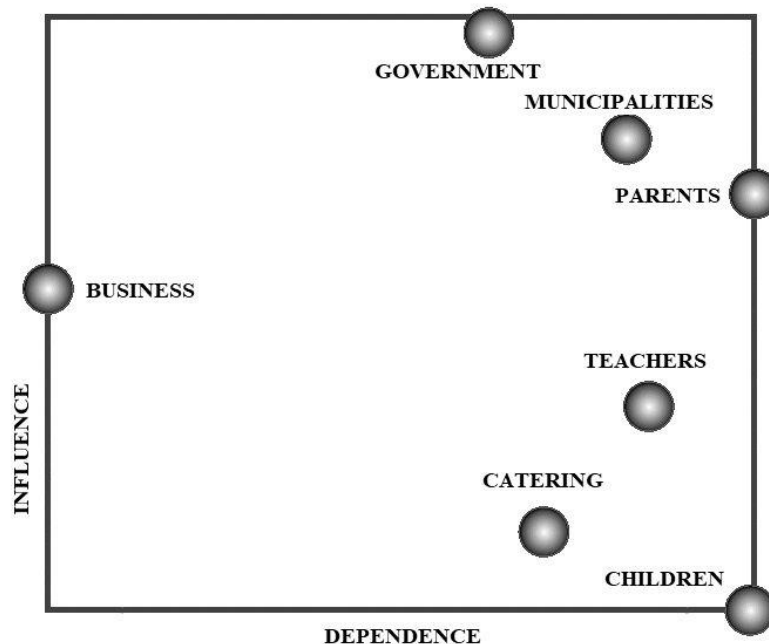 GOVERNMENT
MUNICIPALITIES
PARENTS
BUSINESS
TEACHERS
INFLUENCE
CATERING
CHILDREN
DEPENDENCE